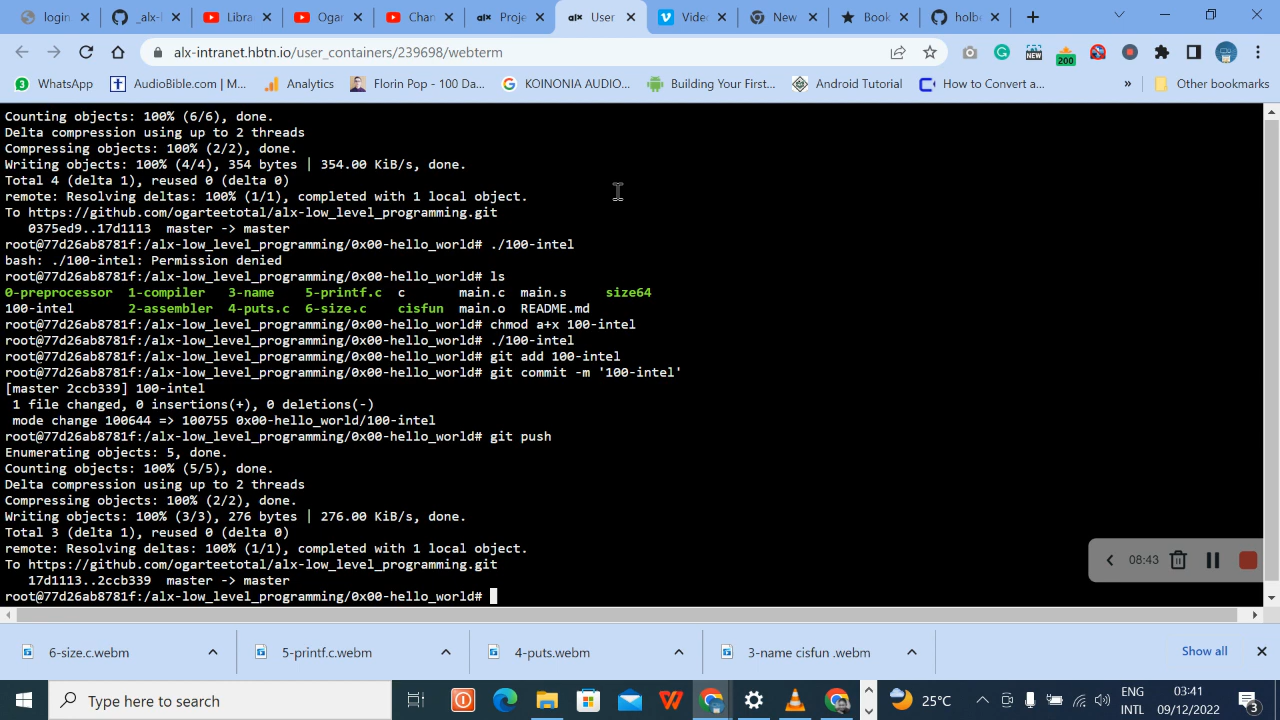 login
_alx-l
Libra
Ogar
Chan
alx Proje
alx User
Video
New
Book
holbe
alx-intranet.hbtn.io/user_containers/239698/webterm
NEW
200
3 WhatsApp
AudioBible.com | M...
Analytics
Florin Pop - 100 Da...
KOINONIA AUDIO...
Building Your First...
Android Tutorial
How to Convert a...
»
Other bookmarks
Counting objects: 100% (6/6), done.
Delta compression using up to 2 threads
Compressing objects: 100% (2/2), done.
Writing objects: 100% (4/4), 354 bytes | 354.00 KiB/s, done.
Total 4 (delta 1), reused 0 (delta 0)
remote: Resolving deltas: 100% (1/1), completed with 1 local object.
To https://github.com/ogarteetotal/alx-low_level_programming.git
0375ed9..17d1113  master -> master
root@77d26ab8781f:/alx-low_level_programming/0x00-hello_world# ./100-intel
bash: ./100-intel: Permission denied
root@77d26ab8781f:/alx-low_level_programming/0x00-hello_world# ls
0-preprocessor  1-compiler  3-name  5-printf.c  c  main.c  main.s  size64
100-intel  2-assembler  4-puts.c  6-size.c  cisfun  main.o  README.md
root@77d26ab8781f:/alx-low_level_programming/0x00-hello_world# chmod a+x 100-intel
root@77d26ab8781f:/alx-low_level_programming/0x00-hello_world# ./100-intel
root@77d26ab8781f:/alx-low_level_programming/0x00-hello_world# git add 100-intel
root@77d26ab8781f:/alx-low_level_programming/0x00-hello_world# git commit -m '100-intel'
[master 2ccb339] 100-intel
1 file changed, 0 insertions(+), 0 deletions(-)
mode change 100644 => 100755 0x00-hello_world/100-intel
root@77d26ab8781f:/alx-low_level_programming/0x00-hello_world# git push
Enumerating objects: 5, done.
Counting objects: 100% (5/5), done.
Delta compression using up to 2 threads
Compressing objects: 100% (2/2), done.
Writing objects: 100% (3/3), 276 bytes | 276.00 KiB/s, done.
Total 3 (delta 1), reused 0 (delta 0)
remote: Resolving deltas: 100% (1/1), completed with 1 local object.
To https://github.com/ogarteetotal/alx-low_level_programming.git
17d1113..2ccb339  master -> master
root@77d26ab8781f:/alx-low_level_programming/0x00-hello_world#
08:43
6-size.c.webm
5-printf.c.webm
4-puts.webm
3-name cisfun .webm
Show all
Type here to search
25°C
ENG
INTL
03:41
09/12/2022
3